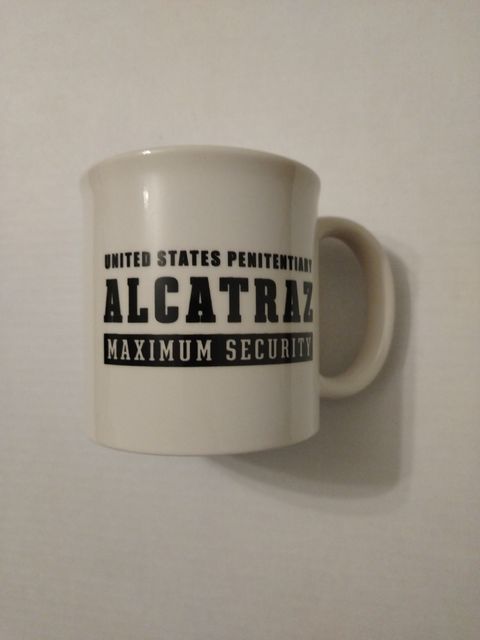 UNITED STATES PENITENTIARY
ALCATRAZ
MAXIMUM SECURITY